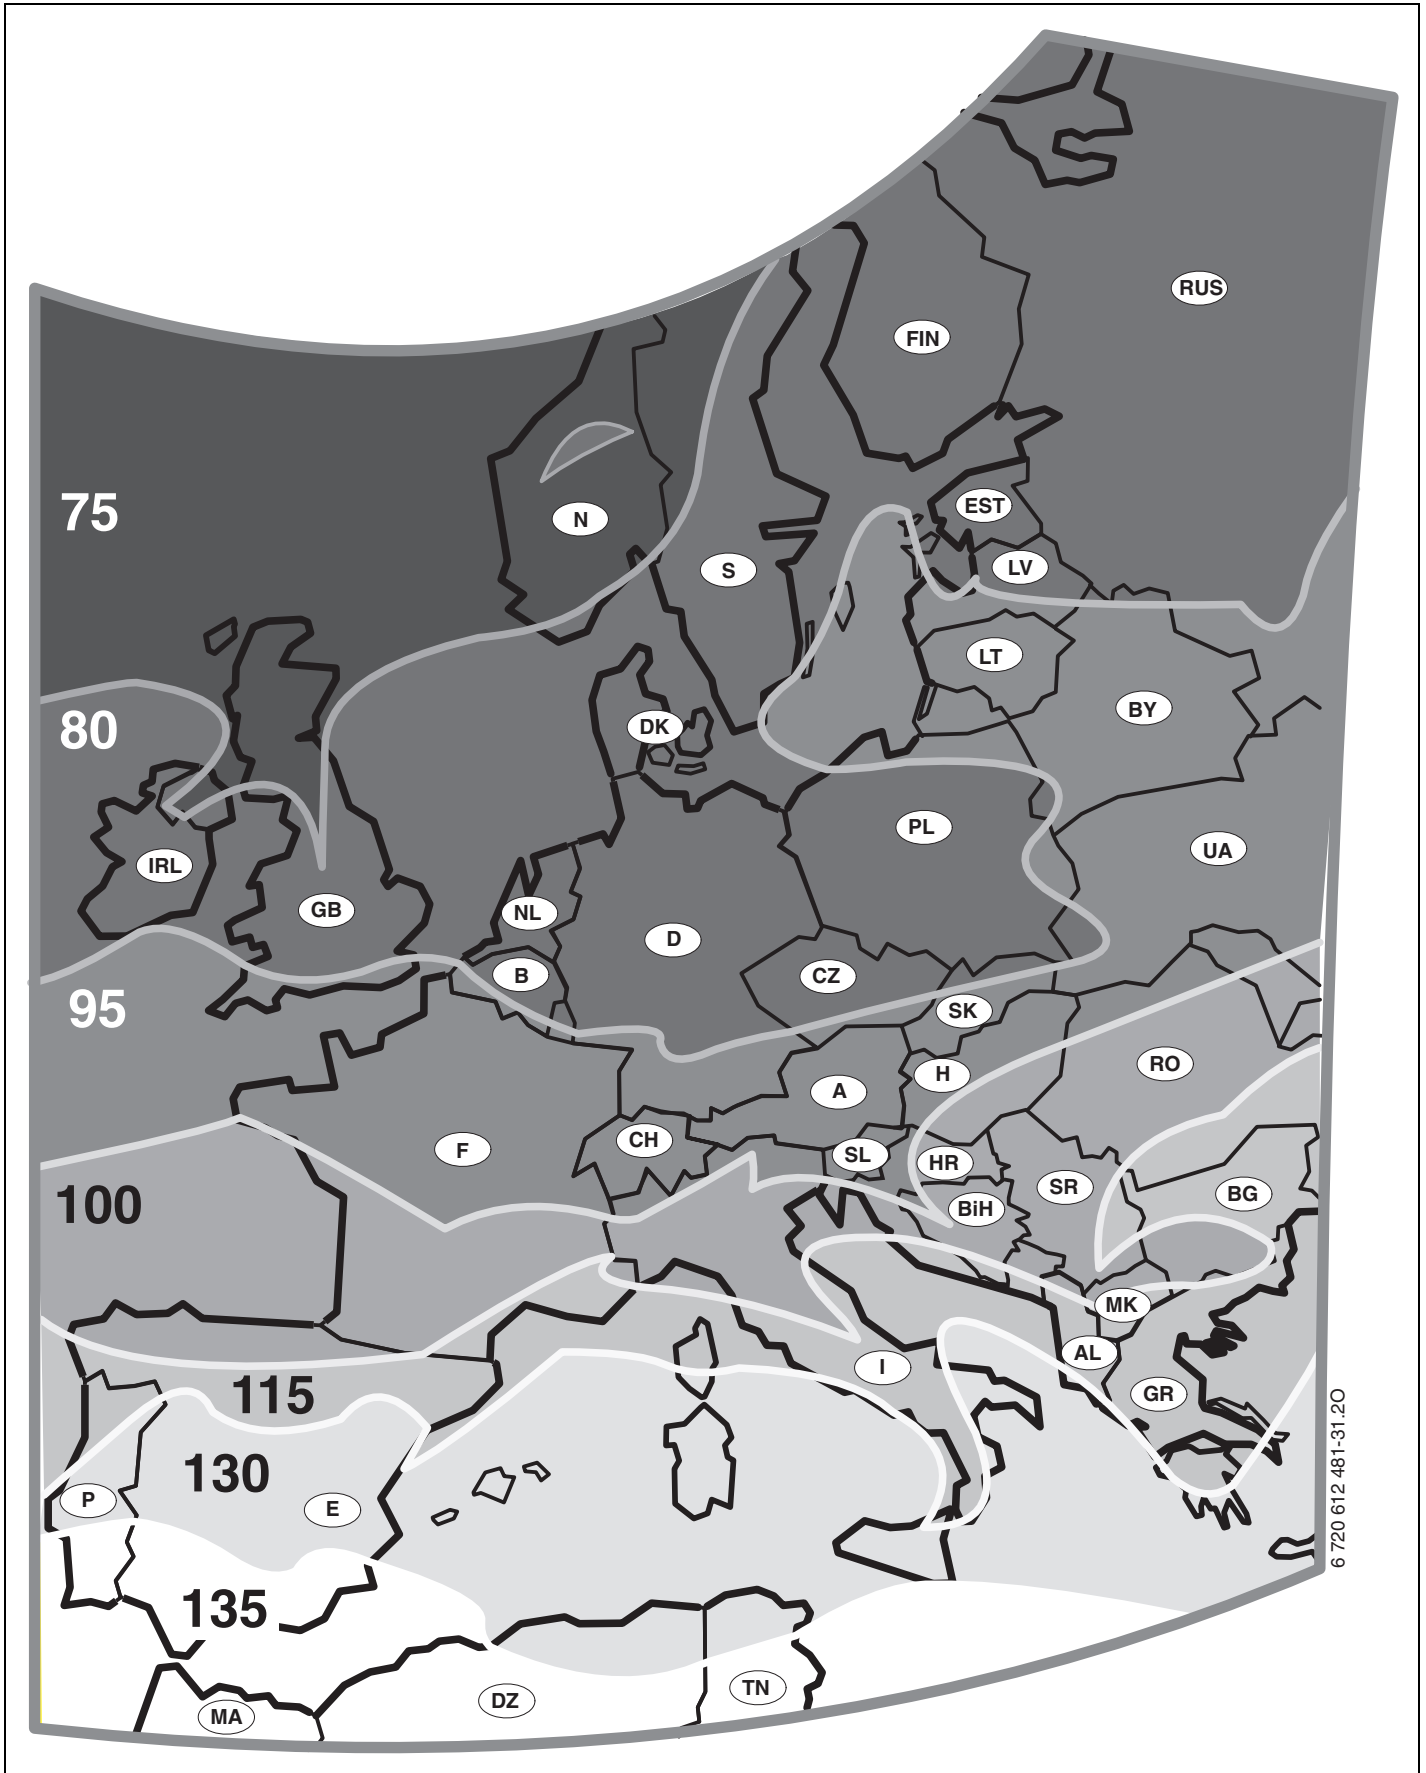 RUS
FIN
75
EST
N
LV
S
LT
BY
80
DK
PL
UA
IRL
GB
NL
D
B
CZ
95
SK
RO
H
A
F
CH
SL
HR
SR
BG
100
BiH
MK
AL
I
GR
115
130
P
E
135
DZ
TN
MA
6 720 612 481-31.2O